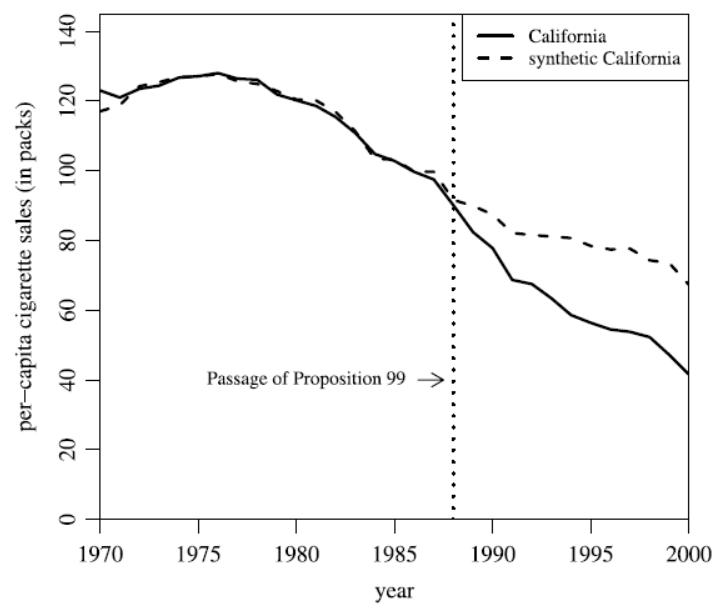 California
synthetic California
per−capita cigarette sales (in packs)
140
120
100
80
60
40
20
0
Passage of Proposition 99
1970 1975 1980 1985 1990 1995 2000
year